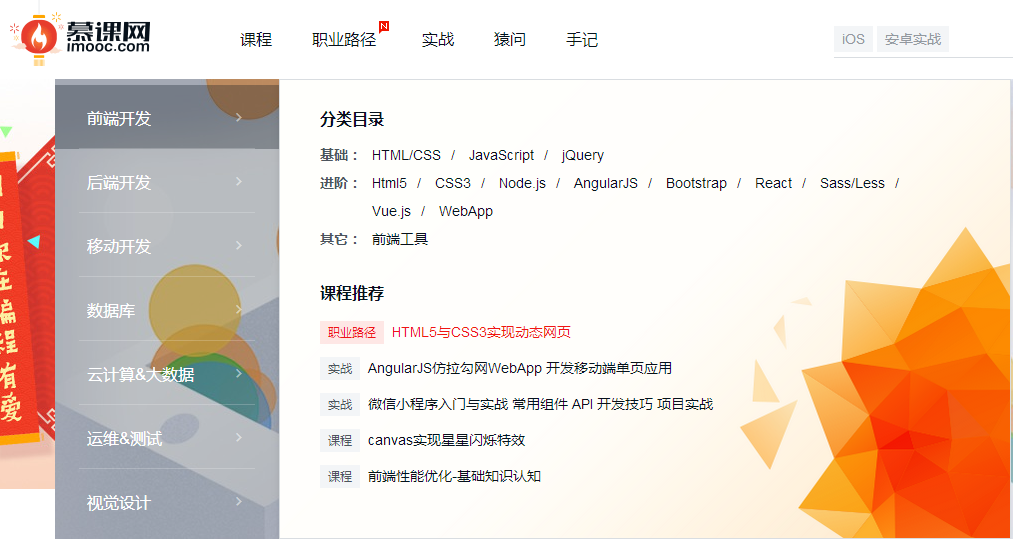 慕课网
imooc.com
课程 职业路径 N 实战 猿问 手记
iOS 安卓实战
前端开发
后端开发
移动开发
数据库
云计算&大数据
运维&测试
视觉设计
分类目录
基础： HTML/CSS / JavaScript / jQuery
进阶： Html5 / CSS3 / Node.js / AngularJS / Bootstrap / React / Sass/Less /
Vue.js / WebApp
其它： 前端工具
课程推荐
职业路径 HTML5与CSS3实现动态网页
实战 AngularJS仿拉勾网WebApp 开发移动端单页应用
实战 微信小程序入门与实战 常用组件 API 开发技巧 项目实战
课程 canvas实现星星闪烁特效
课程 前端性能优化-基础知识认知
在编程有爱